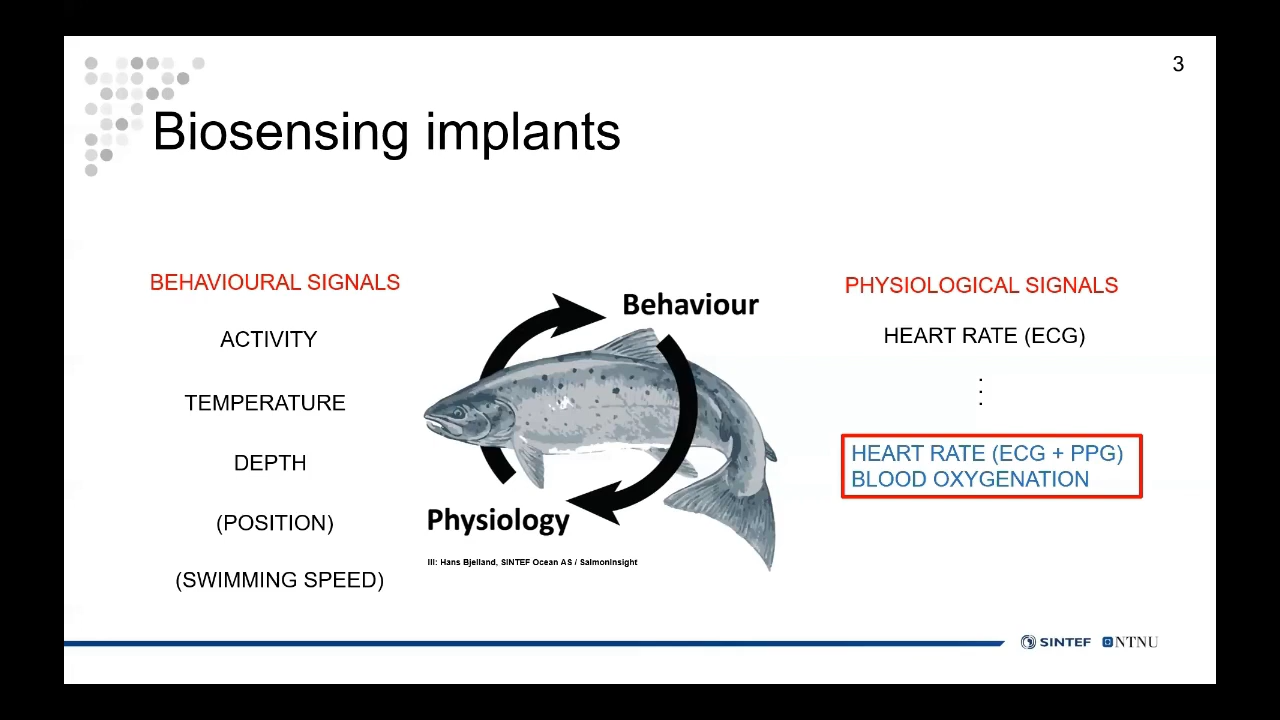 3
Biosensing implants
BEHAVIOURAL SIGNALS
ACTIVITY
TEMPERATURE
DEPTH
(POSITION)
(SWIMMING SPEED)
Behaviour
Physiology
Ill: Hans Bjelland, SINTEF Ocean AS / SalmonInsight
PHYSIOLOGICAL SIGNALS
HEART RATE (ECG)
.
.
.
HEART RATE (ECG + PPG)
BLOOD OXYGENATION
SINTEF NTNU